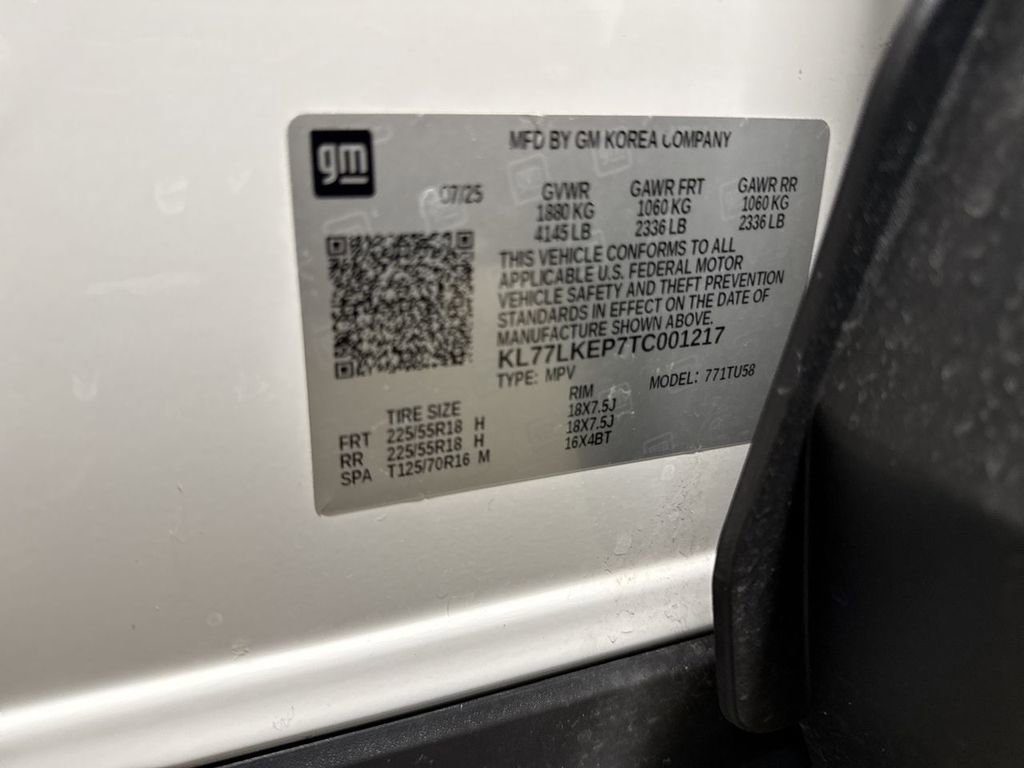 gm
MFD BY GM KOREA COMPANY
07/25 GVWR GAWR FRT GAWR RR
1880 KG 1060 KG 1060 KG
4145 LB 2336 LB 2336 LB
THIS VEHICLE CONFORMS TO ALL
APPLICABLE U.S. FEDERAL MOTOR
VEHICLE SAFETY AND THEFT PREVENTION
STANDARDS IN EFFECT ON THE DATE OF
MANUFACTURE SHOWN ABOVE.
KL77LKEP7TC001217
TYPE: MPV MODEL: 771TU58
TIRE SIZE RIM
FRT 225/55R18 H 18X7.5J
RR 225/55R18 H 18X7.5J
SPA T125/70R16 M 16X4BT